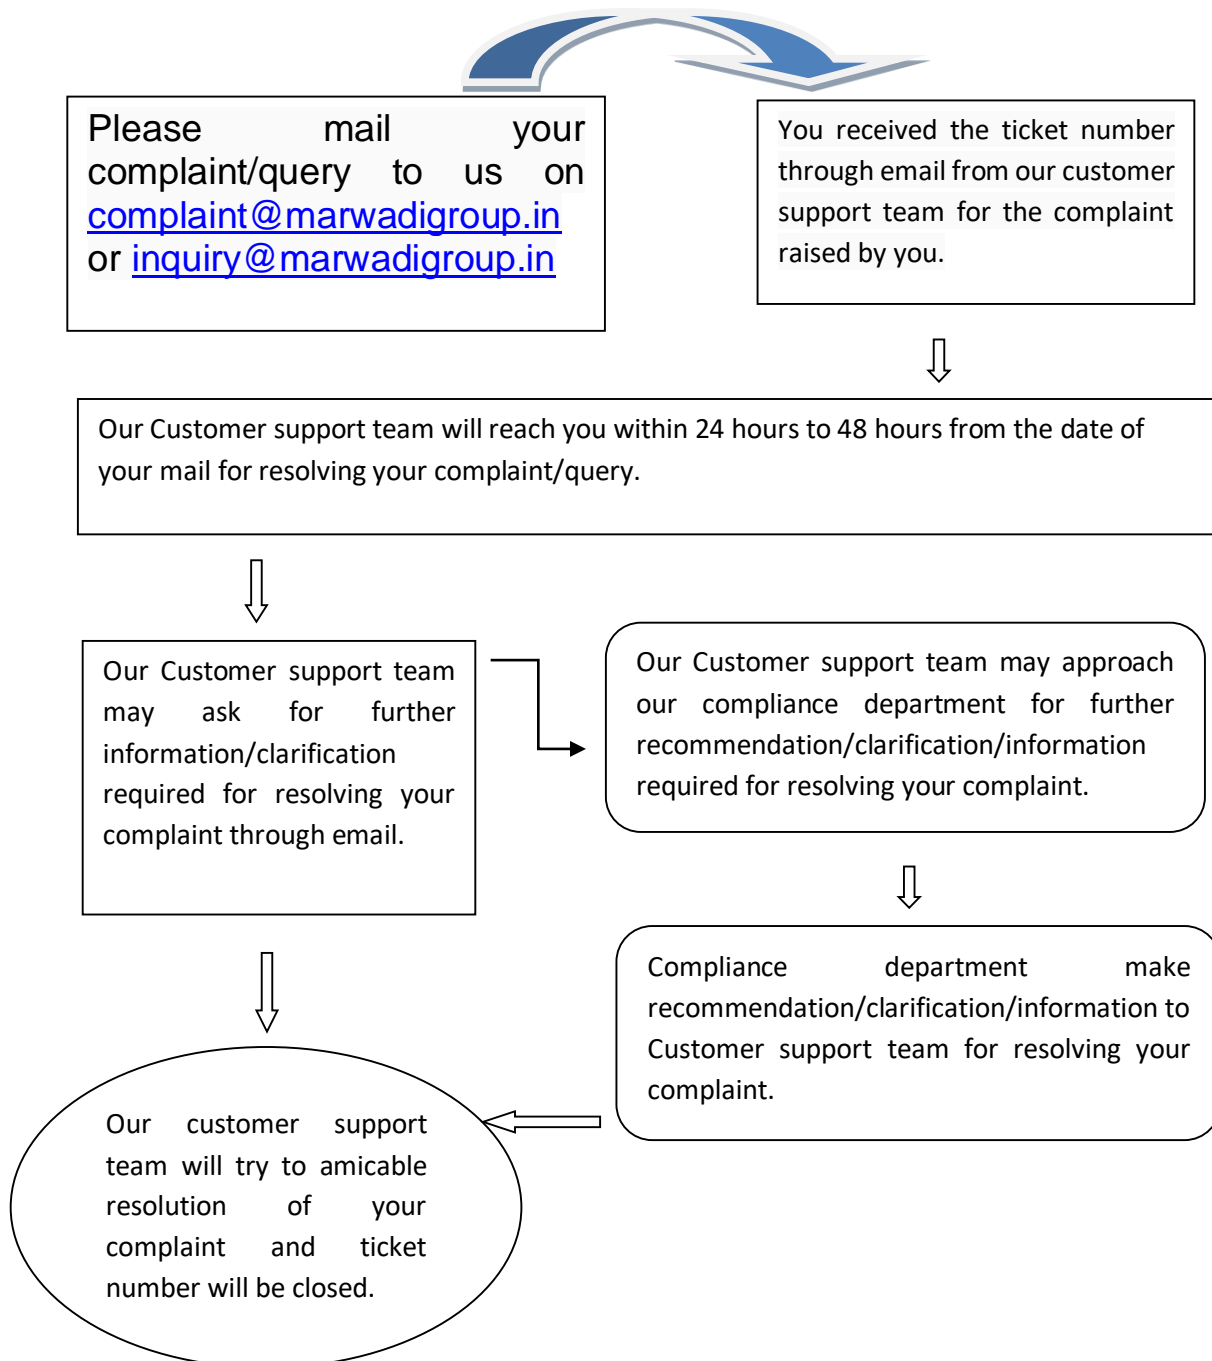 Please mail your
complaint/query to us on
complaint@marwadigroup.in
or inquiry@marwadigroup.in
You received the ticket number
through email from our customer
support team for the complaint
raised by you.
Our Customer support team will reach you within 24 hours to 48 hours from the date of
your mail for resolving your complaint/query.
Our Customer support team
may ask for further
information/clarification
required for resolving your
complaint through email.
Our Customer support team may approach
our compliance department for further
recommendation/clarification/information
required for resolving your complaint.
Compliance department make
recommendation/clarification/information to
Customer support team for resolving your
complaint.
Our customer support
team will try to amicable
resolution of your
complaint and ticket
number will be closed.